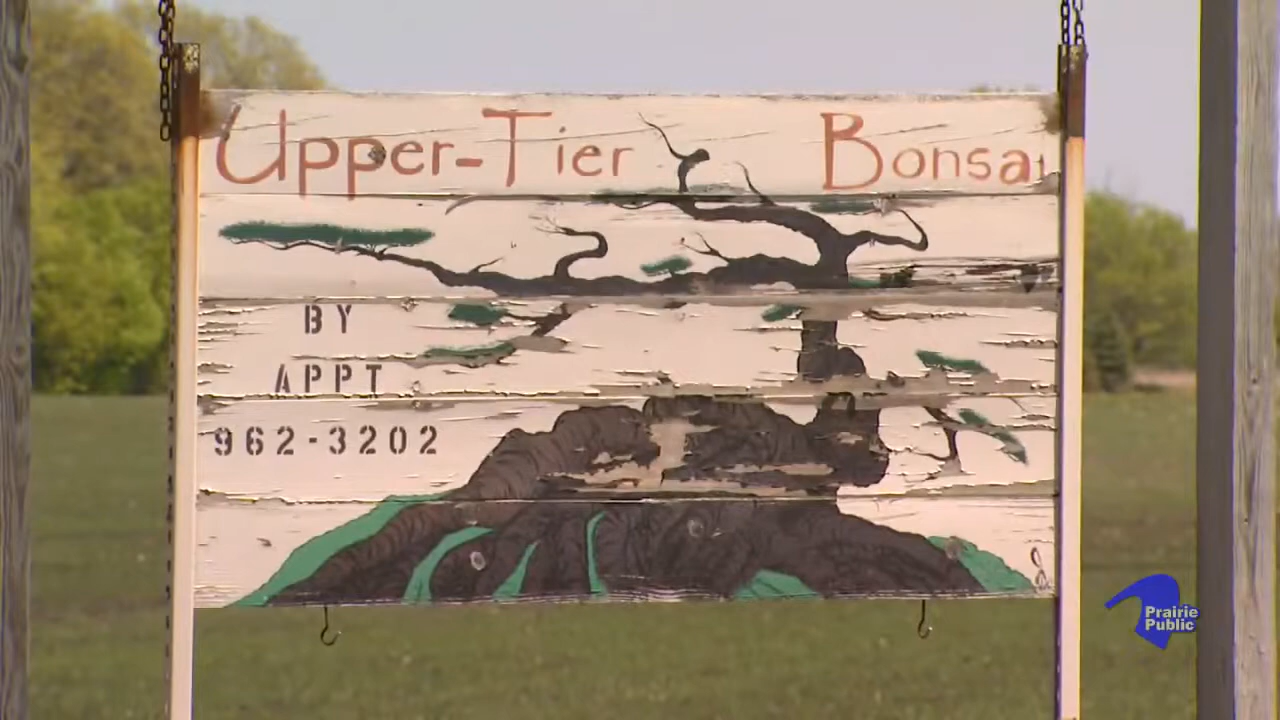 Upper-Tier Bonsai
BY
APPT
962-3202
Prairie
Public